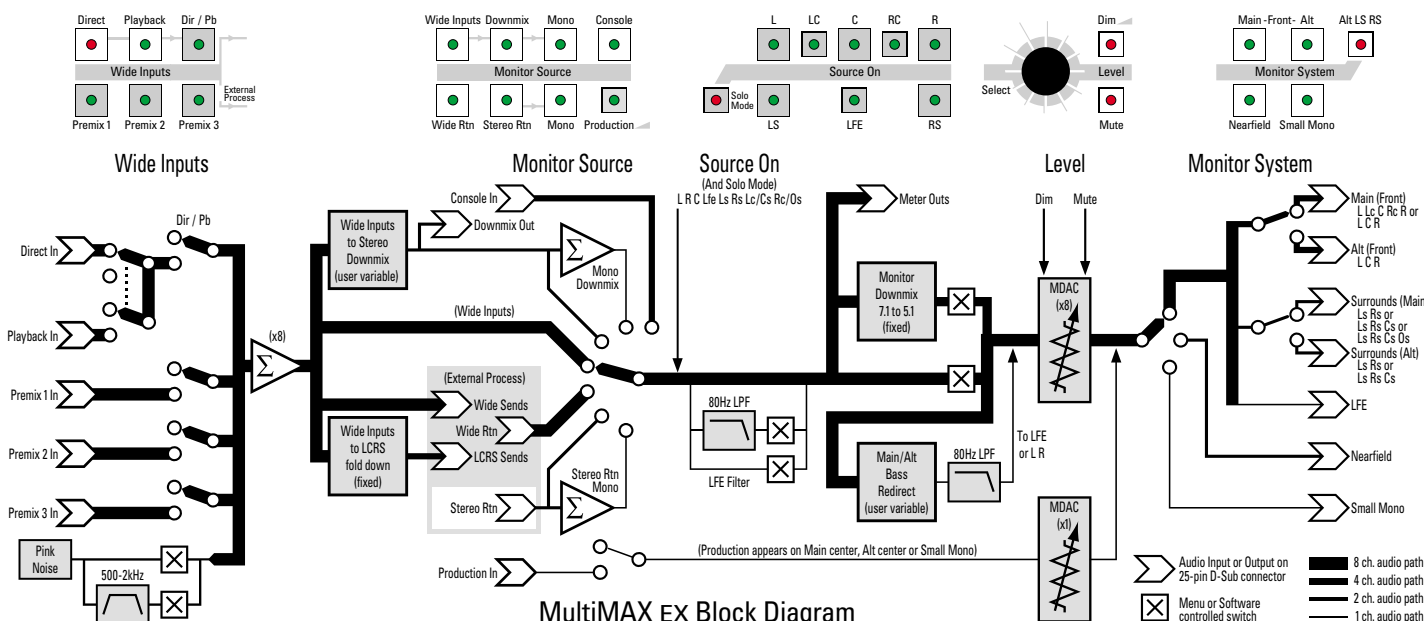 Direct Playback Dir / Pb
Wide Inputs
External
Process
Premix 1 Premix 2 Premix 3
Wide Inputs Downmix Mono Console
Monitor Source
Wide Rtn Stereo Rtn Mono Production
L LC C RC R
Source On
Solo
Mode
LS LFE RS
Dim
Level
Select
Mute
Main -Front- Alt Alt LS RS
Monitor System
Nearfield Small Mono
Wide Inputs
Monitor Source
Source On
Level
Monitor System
(And Solo Mode)
L R C Lfe Ls Rs Lc/Cs Rc/Os
Dir / Pb
Direct In
Playback In
Premix 1 In
Premix 2 In
Premix 3 In
Pink
Noise
500-2kHz
(x8)
Σ
Wide Inputs
to Stereo
Downmix
(user variable)
Console In
Downmix Out
Σ
Mono
Downmix
(Wide Inputs)
(External Process)
Wide Sends
Wide Rtn
LCRS Sends
Wide Inputs
to LCRS
fold down
(fixed)
Stereo Rtn
Σ
Stereo Rtn
Mono
Production In
(Production appears on Main center, Alt center or Small Mono)
80Hz LPF
LFE Filter
Meter Outs
Monitor
Downmix
7.1 to 5.1
(fixed)
Main/Alt
Bass
Redirect
(user variable)
80Hz LPF
To LFE
or L R
Dim Mute
MDAC
(x8)
MDAC
(x1)
Main (Front)
L Lc C Rc R or
L C R
Alt (Front)
L C R
Surrounds (Main
Ls Rs or
Ls Rs Cs or
Ls Rs Cs Os
Surrounds (Alt)
Ls Rs or
Ls Rs Cs
LFE
Nearfield
Small Mono
Audio Input or Output on
25-pin D-Sub connector
Menu or Software
controlled switch
8 ch. audio path
4 ch. audio path
2 ch. audio path
1 ch. audio path
MultiMAX EX Block Diagram